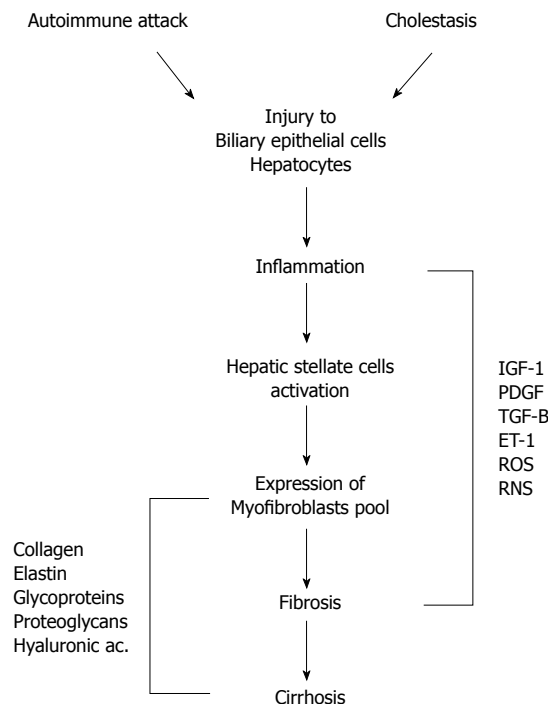 Autoimmune attack
Cholestasis
Injury to
Biliary epithelial cells
Hepatocytes
Inflammation
Hepatic stellate cells
activation
IGF-1
PDGF
TGF-B
ET-1
ROS
RNS
Expression of
Myofibroblasts pool
Collagen
Elastin
Glycoproteins
Proteoglycans
Hyaluronic ac.
Fibrosis
Cirrhosis